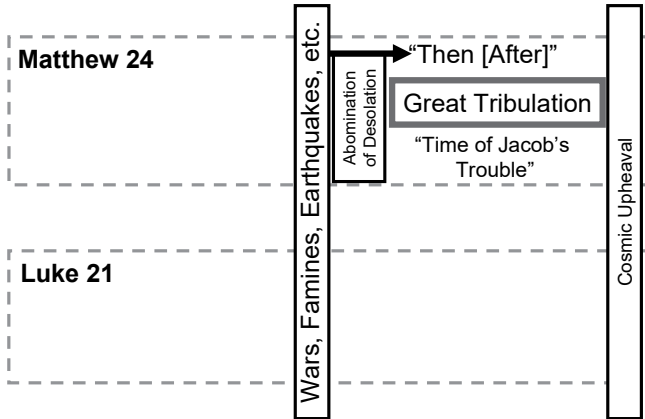 Matthew 24
Wars, Famines, Earthquakes, etc.
Abomination
of Desolation
“Then [After]”
Great Tribulation
“Time of Jacob’s
Trouble”
Cosmic Upheaval
Luke 21